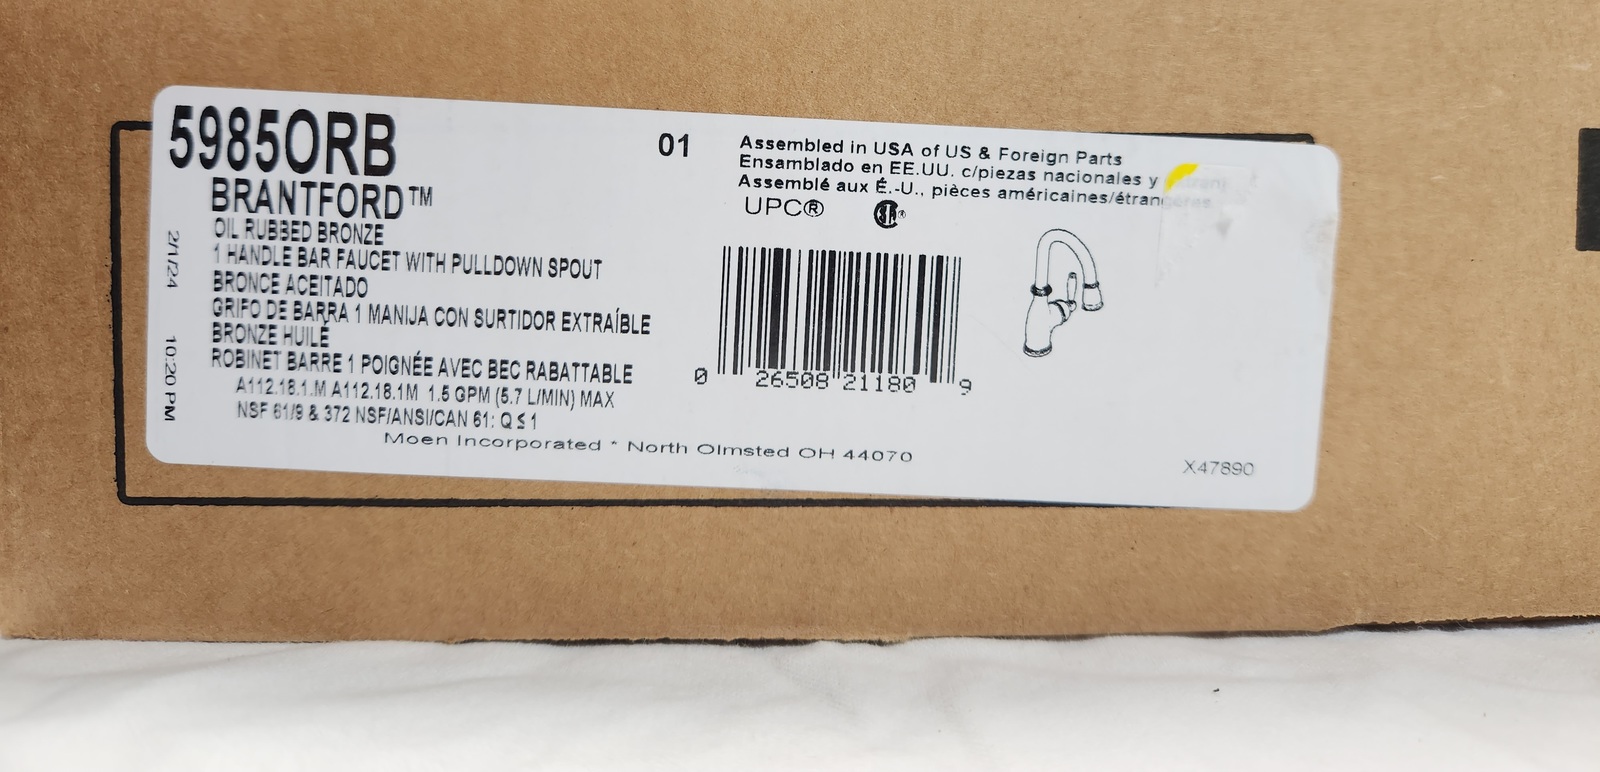 5985ORB
BRANTFORD™
OIL RUBBED BRONZE
1 HANDLE BAR FAUCET WITH PULLDOWN SPOUT
BRONCE ACEITADO
GRIFO DE BARRA 1 MANIJA CON SURTIDOR EXTRAÍBLE
BRONZE HUILÉ
ROBINET BARRE 1 POIGNÉE AVEC BEC RABATTABLE
A112.18.1.M A112.18.1M 1.5 GPM (5.7 L/MIN) MAX
NSF 61/9 & 372 NSF/ANSI/CAN 61: Q ≤ 1
Moen Incorporated * North Olmsted OH 44070
2/1/24 10:20 PM
01
Assembled in USA of US & Foreign Parts
Ensamblado en EE.UU. c/piezas nacionales y
Assemblé aux É.-U., pièces américaines/étrangères
UPC®
0 26508 21180 9
X47890